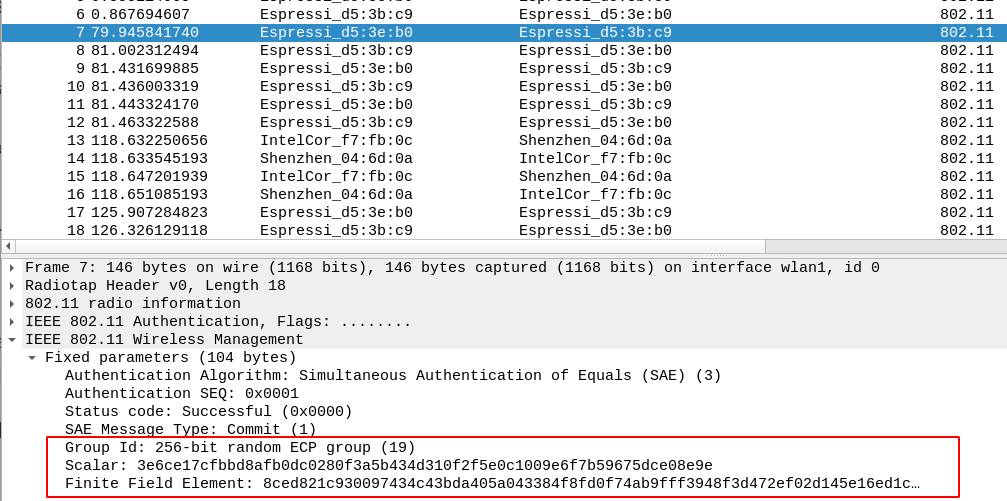 6 0.867694607 Espressi_d5:3b:c9 Espressi_d5:3e:b0 802.11
7 79.945841740 Espressi_d5:3e:b0 Espressi_d5:3b:c9 802.11
8 81.002312494 Espressi_d5:3b:c9 Espressi_d5:3e:b0 802.11
9 81.431699885 Espressi_d5:3e:b0 Espressi_d5:3b:c9 802.11
10 81.436003319 Espressi_d5:3b:c9 Espressi_d5:3e:b0 802.11
11 81.443324170 Espressi_d5:3e:b0 Espressi_d5:3b:c9 802.11
12 81.463322588 Espressi_d5:3b:c9 Espressi_d5:3e:b0 802.11
13 118.632250656 IntelCor_f7:fb:0c Shenzhen_04:6d:0a 802.11
14 118.633545193 Shenzhen_04:6d:0a IntelCor_f7:fb:0c 802.11
15 118.647201939 IntelCor_f7:fb:0c Shenzhen_04:6d:0a 802.11
16 118.651085193 Shenzhen_04:6d:0a IntelCor_f7:fb:0c 802.11
17 125.907284823 Espressi_d5:3e:b0 Espressi_d5:3b:c9 802.11
18 126.326129118 Espressi_d5:3b:c9 Espressi_d5:3e:b0 802.11
Frame 7: 146 bytes on wire (1168 bits), 146 bytes captured (1168 bits) on interface wlan1, id 0
Radiotap Header v0, Length 18
802.11 radio information
IEEE 802.11 Authentication, Flags: ........
IEEE 802.11 Wireless Management
Fixed parameters (104 bytes)
Authentication Algorithm: Simultaneous Authentication of Equals (SAE) (3)
Authentication SEQ: 0x0001
Status code: Successful (0x0000)
SAE Message Type: Commit (1)
Group Id: 256-bit random ECP group (19)
Scalar: 3e6ce17cfbbd8afb0dc0280f3a5b434d310f2f5e0c1009e6f7b59675dce08e9e
Finite Field Element: 8ced821c930097434c43bda405a043384f8fd0f74ab9fff3948f3d472ef02d145e16ed1c…